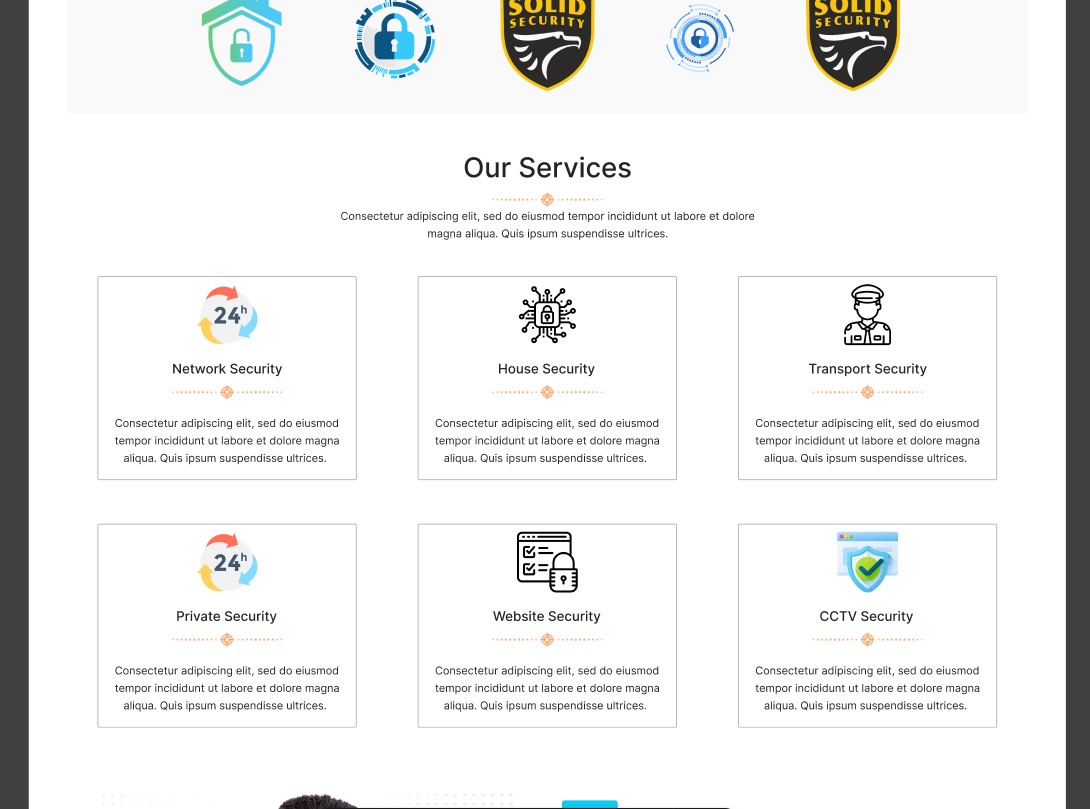 SOLID
SECURITY
SOLID
SECURITY
Our Services
Consectetur adipiscing elit, sed do eiusmod tempor incididunt ut labore et dolore
magna aliqua. Quis ipsum suspendisse ultrices.
24h
Network Security
Consectetur adipiscing elit, sed do eiusmod
tempor incididunt ut labore et dolore magna
aliqua. Quis ipsum suspendisse ultrices.
House Security
Consectetur adipiscing elit, sed do eiusmod
tempor incididunt ut labore et dolore magna
aliqua. Quis ipsum suspendisse ultrices.
Transport Security
Consectetur adipiscing elit, sed do eiusmod
tempor incididunt ut labore et dolore magna
aliqua. Quis ipsum suspendisse ultrices.
24h
Private Security
Consectetur adipiscing elit, sed do eiusmod
tempor incididunt ut labore et dolore magna
aliqua. Quis ipsum suspendisse ultrices.
Website Security
Consectetur adipiscing elit, sed do eiusmod
tempor incididunt ut labore et dolore magna
aliqua. Quis ipsum suspendisse ultrices.
CCTV Security
Consectetur adipiscing elit, sed do eiusmod
tempor incididunt ut labore et dolore magna
aliqua. Quis ipsum suspendisse ultrices.